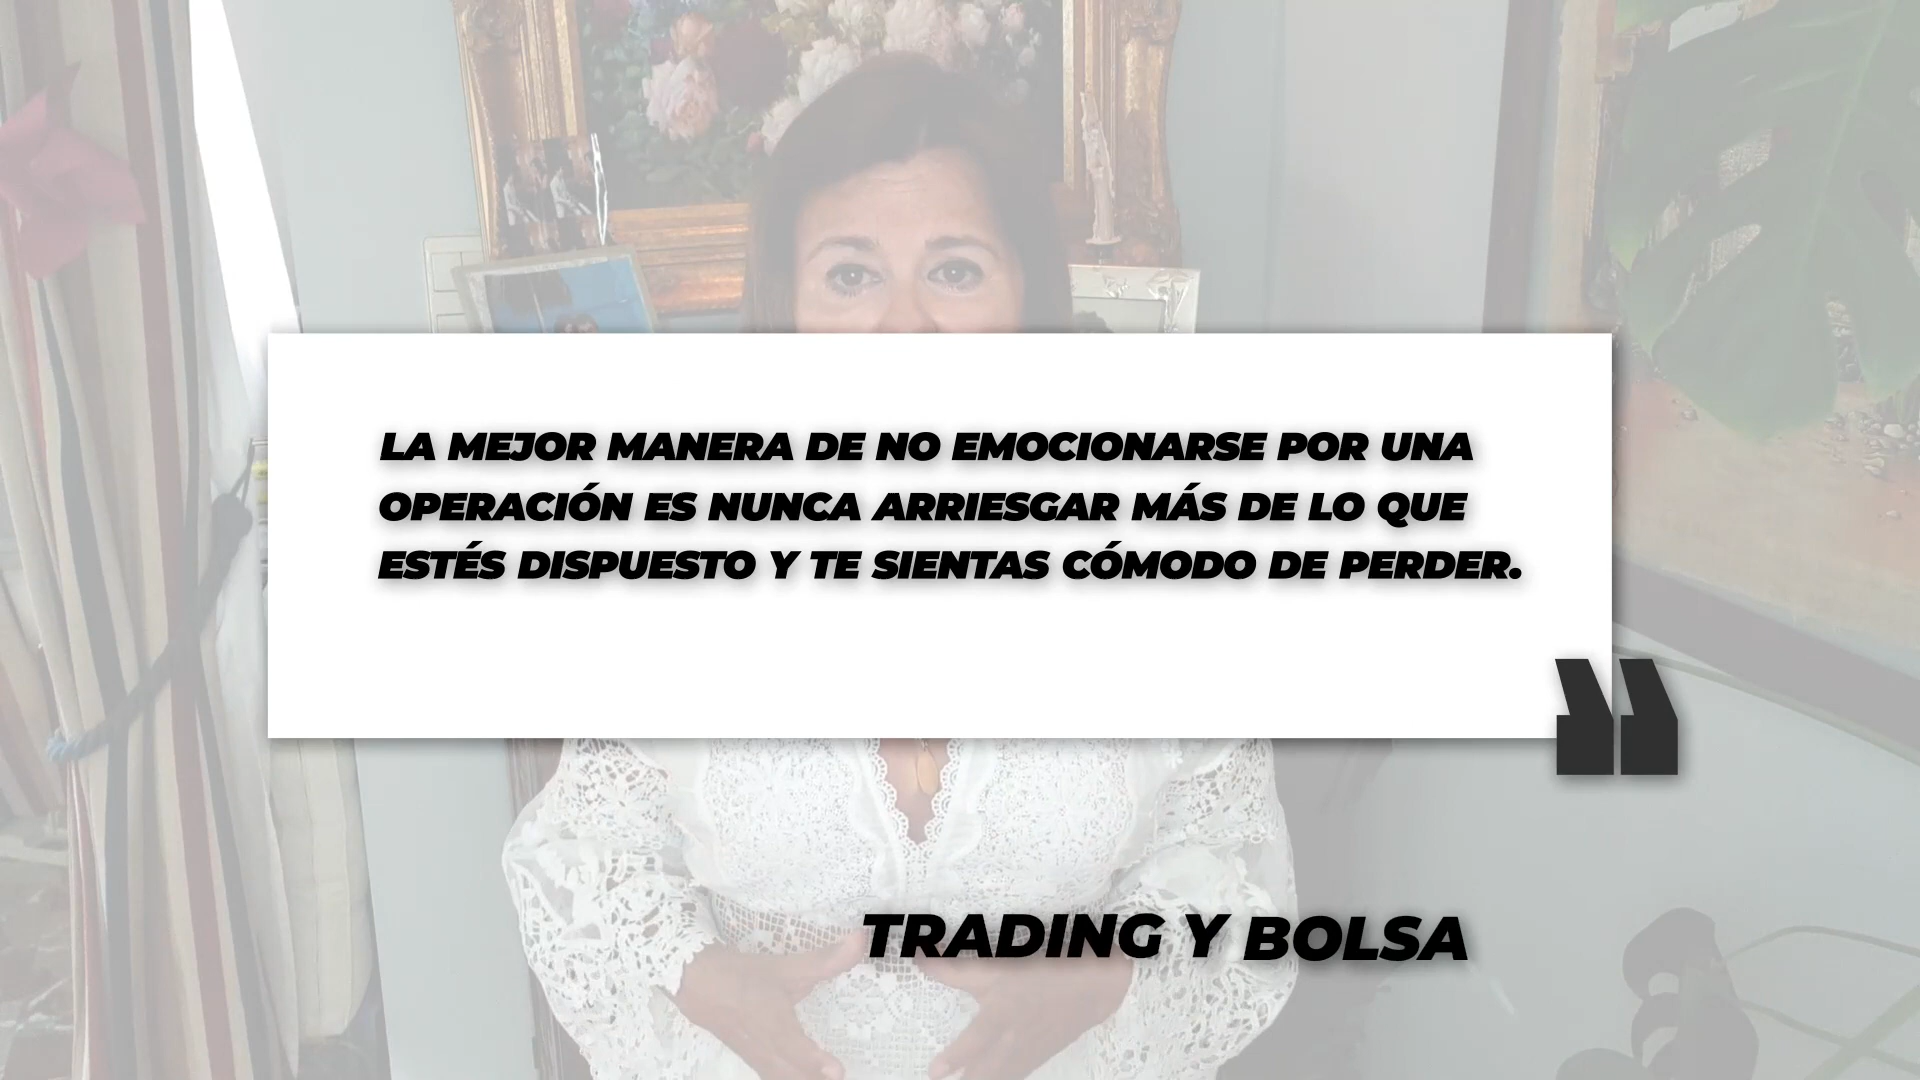 LA MEJOR MANERA DE NO EMOCIONARSE POR UNA
OPERACIÓN ES NUNCA ARRIESGAR MÁS DE LO QUE
ESTÉS DISPUESTO Y TE SIENTAS CÓMODO DE PERDER.
TRADING Y BOLSA